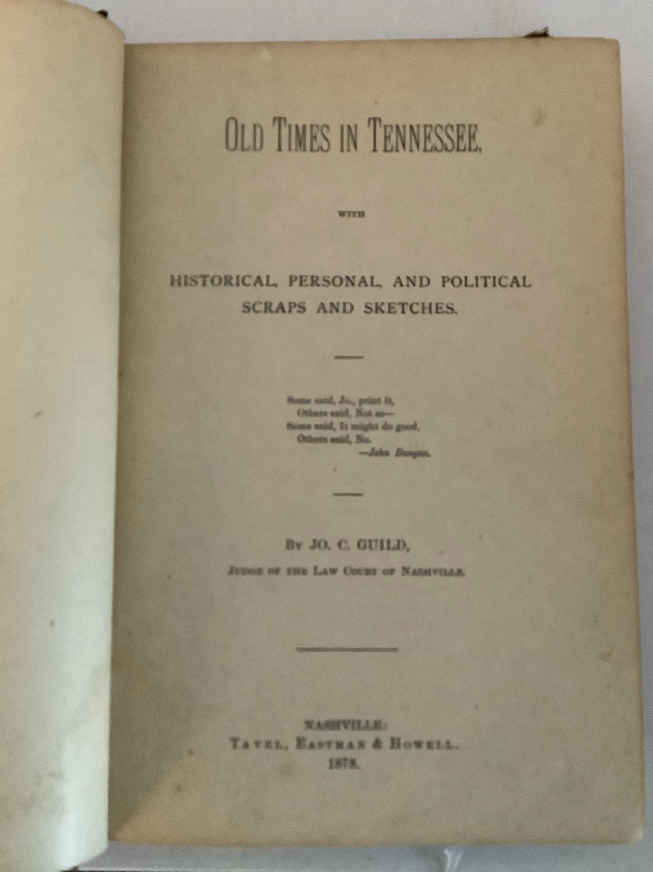 OLD TIMES IN TENNESSEE,
WITH
HISTORICAL, PERSONAL, AND POLITICAL
SCRAPS AND SKETCHES.
Some said, Jo., print it,
Others said, Not so—
Some said, It might do good,
Others said, No.
—John Bunyan.
BY JO. C. GUILD,
JUDGE OF THE LAW COURT OF NASHVILLE.
NASHVILLE:
TAVEL, EASTMAN & HOWELL.
1878.